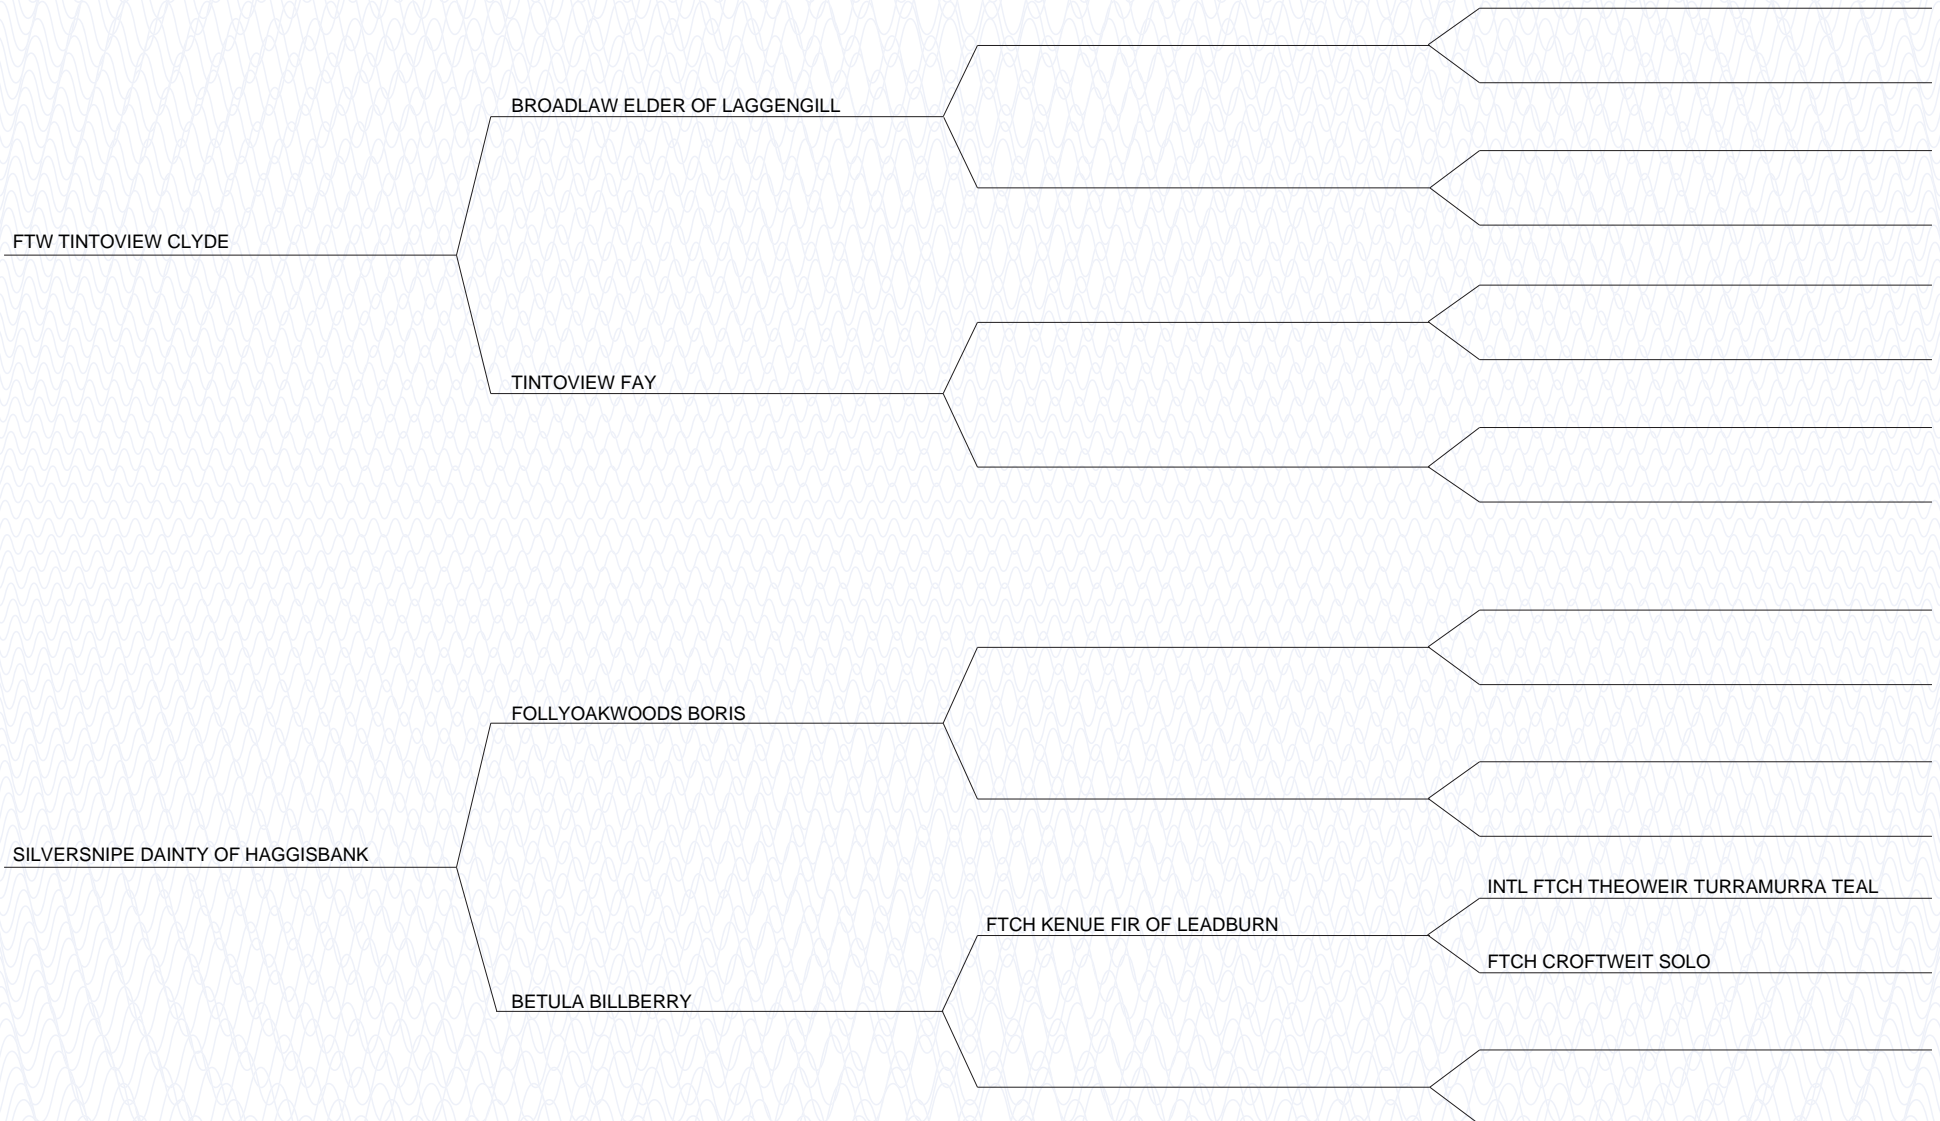 BROADLAW ELDER OF LAGGENGILL
FTW TINTOVIEW CLYDE
TINTOVIEW FAY
FOLLYOAKWOODS BORIS
SILVERSNIPE DAINTY OF HAGGISBANK
INTL FTCH THEOWEIR TURRAMURRA TEAL
FTCH KENUE FIR OF LEADBURN
FTCH CROFTWEIT SOLO
BETULA BILLBERRY